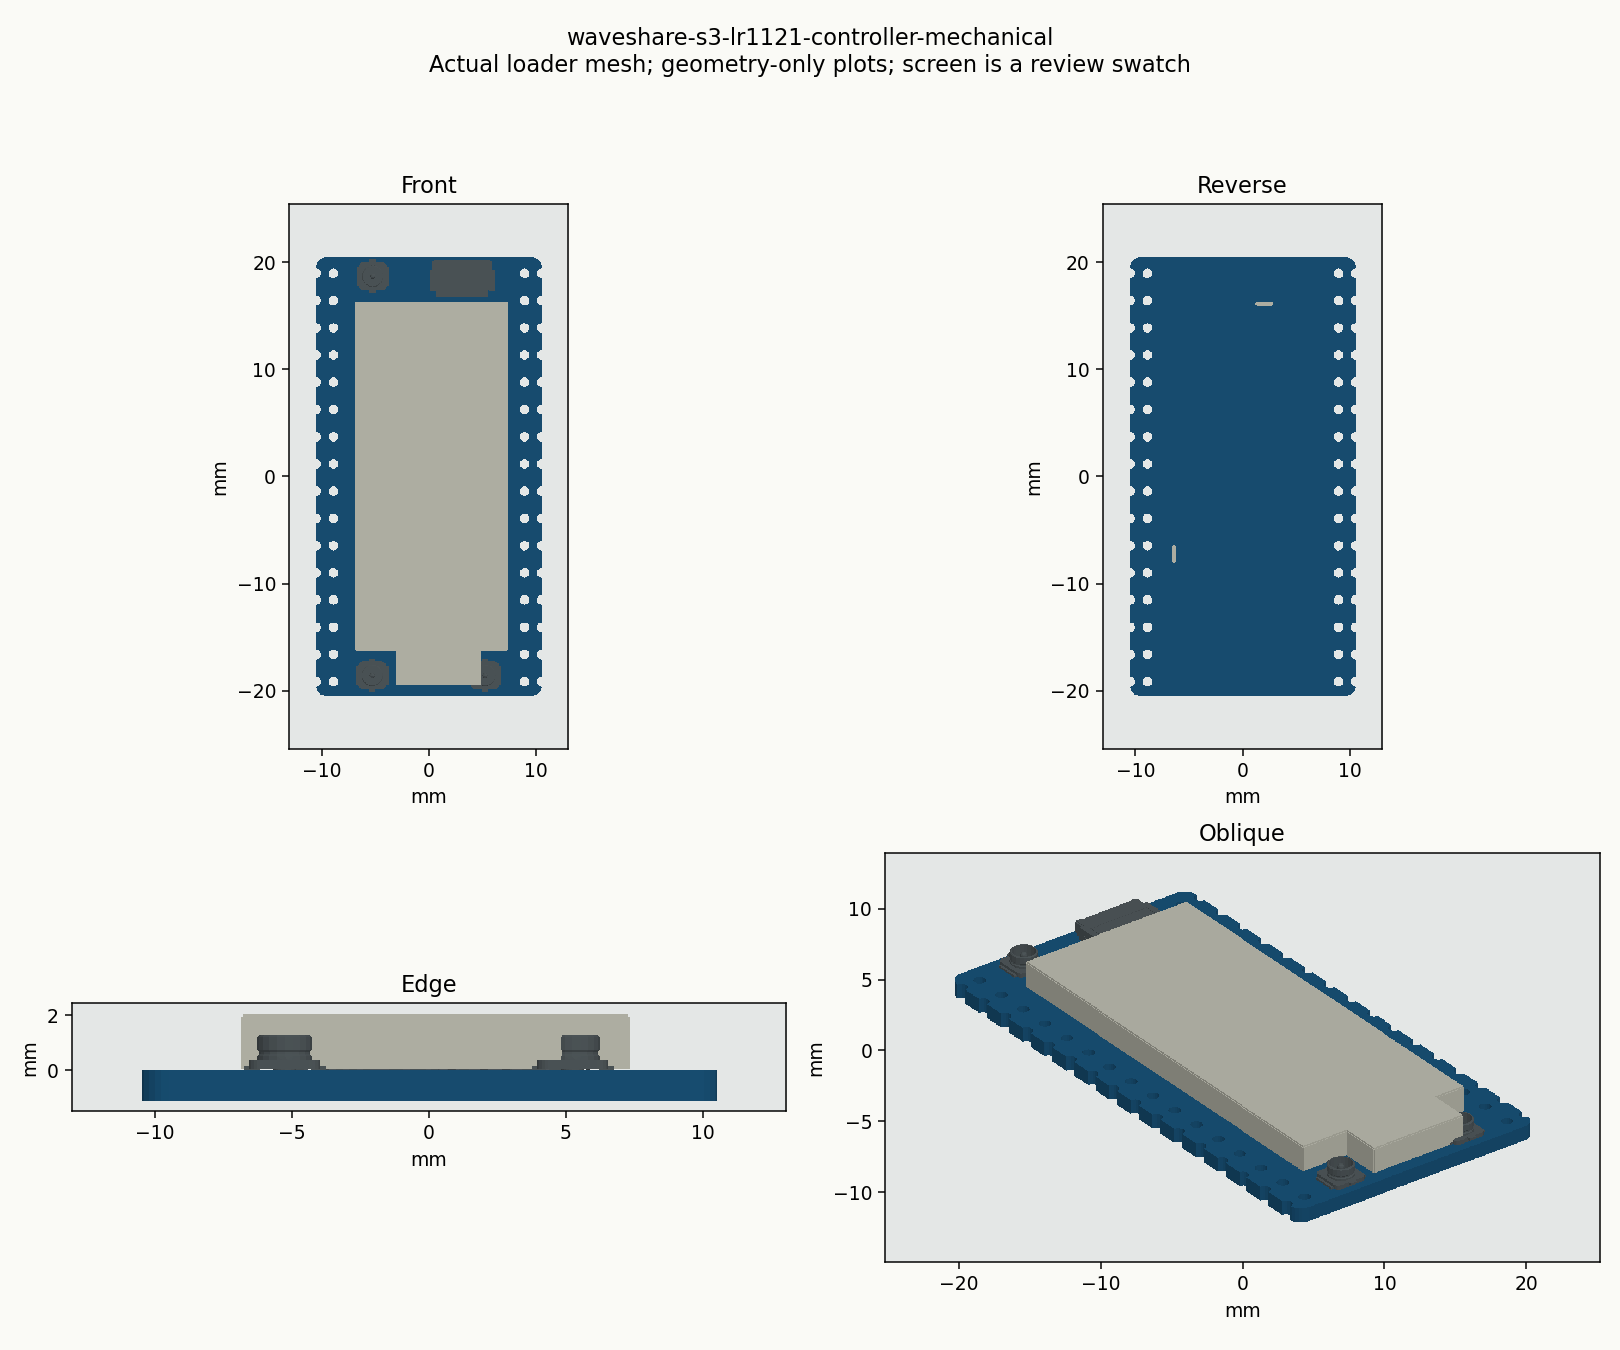 waveshare-s3-lr1121-controller-mechanical
Actual loader mesh; geometry-only plots; screen is a review swatch
Front
20
10
0
−10
−20
mm
−10 0 10
mm
Reverse
20
10
0
−10
−20
mm
−10 0 10
mm
Edge
2
0
mm
−10 −5 0 5 10
mm
Oblique
10
5
0
−5
−10
mm
−20 −10 0 10 20
mm